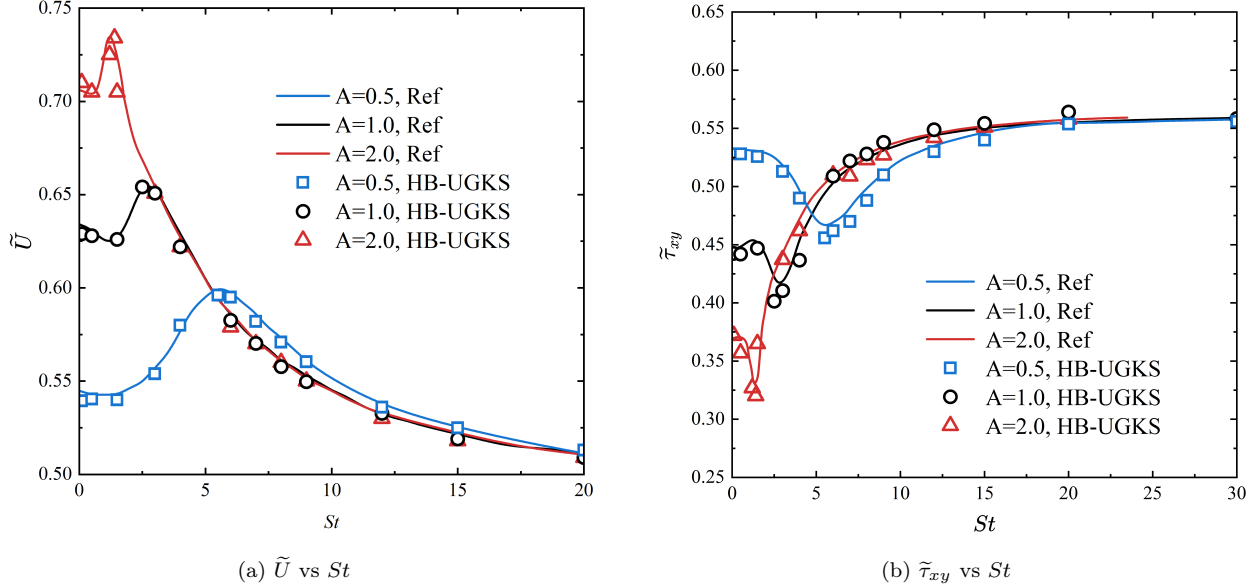 0.75
0.70
0.65
0.60
0.55
0.50
0 5 10 15 20
Ũ
St
A=0.5, Ref
A=1.0, Ref
A=2.0, Ref
A=0.5, HB-UGKS
A=1.0, HB-UGKS
A=2.0, HB-UGKS
(a) Ũ vs St
0.65
0.60
0.55
0.50
0.45
0.40
0.35
0.30
0.25
0 5 10 15 20 25 30
τ̃xy
St
A=0.5, Ref
A=1.0, Ref
A=2.0, Ref
A=0.5, HB-UGKS
A=1.0, HB-UGKS
A=2.0, HB-UGKS
(b) τ̃xy vs St